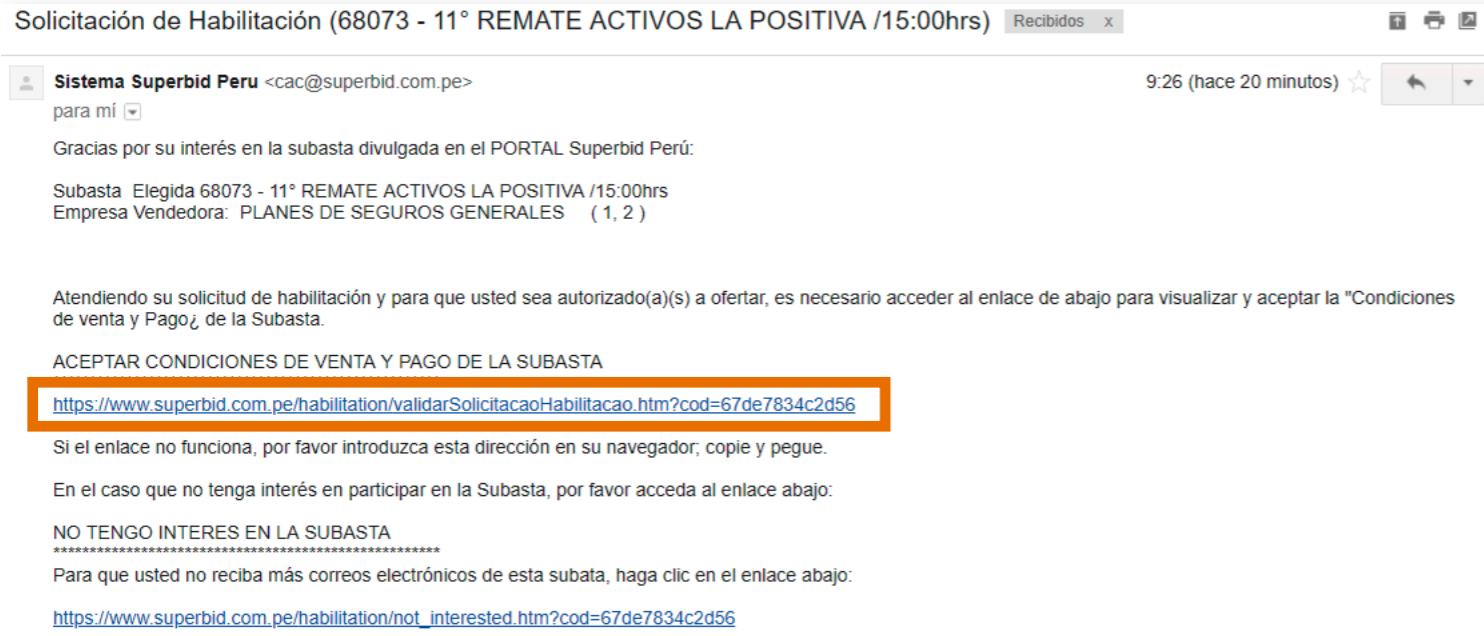 Solicitación de Habilitación (68073 - 11° REMATE ACTIVOS LA POSITIVA /15:00hrs) Recibidos x
Sistema Superbid Peru <cac@superbid.com.pe> 9:26 (hace 20 minutos)
para mí
Gracias por su interés en la subasta divulgada en el PORTAL Superbid Perú:
Subasta Elegida 68073 - 11° REMATE ACTIVOS LA POSITIVA /15:00hrs
Empresa Vendedora: PLANES DE SEGUROS GENERALES ( 1, 2 )
Atendiendo su solicitud de habilitación y para que usted sea autorizado(a)(s) a ofertar, es necesario acceder al enlace de abajo para visualizar y aceptar la "Condiciones
de venta y Pago¿ de la Subasta.
ACEPTAR CONDICIONES DE VENTA Y PAGO DE LA SUBASTA
https://www.superbid.com.pe/habilitation/validarSolicitacaoHabilitacao.htm?cod=67de7834c2d56
Si el enlace no funciona, por favor introduzca esta dirección en su navegador; copie y pegue.
En el caso que no tenga interés en participar en la Subasta, por favor acceda al enlace abajo:
NO TENGO INTERES EN LA SUBASTA
******************************************************
Para que usted no reciba más correos electrónicos de esta subata, haga clic en el enlace abajo:
https://www.superbid.com.pe/habilitation/not_interested.htm?cod=67de7834c2d56